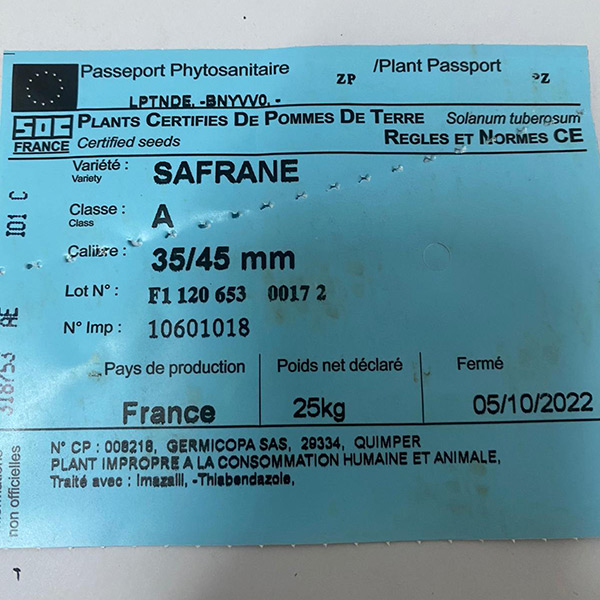 Passeport Phytosanitaire ZP /Plant Passport PZ
LPTNDE, -BNYVV0, -
SOC FRANCE
PLANTS CERTIFIES DE POMMES DE TERRE Solanum tuberosum
Certified seeds REGLES ET NORMES CE
Variété : SAFRANE
Variety
Classe : A
Class
Calibre : 35/45 mm
Lot N° : F1 120 653 0017 2
N° Imp : 10601018
Pays de production Poids net déclaré Fermé
France 25kg 05/10/2022
N° CP : 008218, GERMICOPA SAS, 29334, QUIMPER
PLANT IMPROPRE A LA CONSOMMATION HUMAINE ET ANIMALE,
Traité avec : Imazalil, -Thiabendazole,
318753 AE I01 C
non officielles